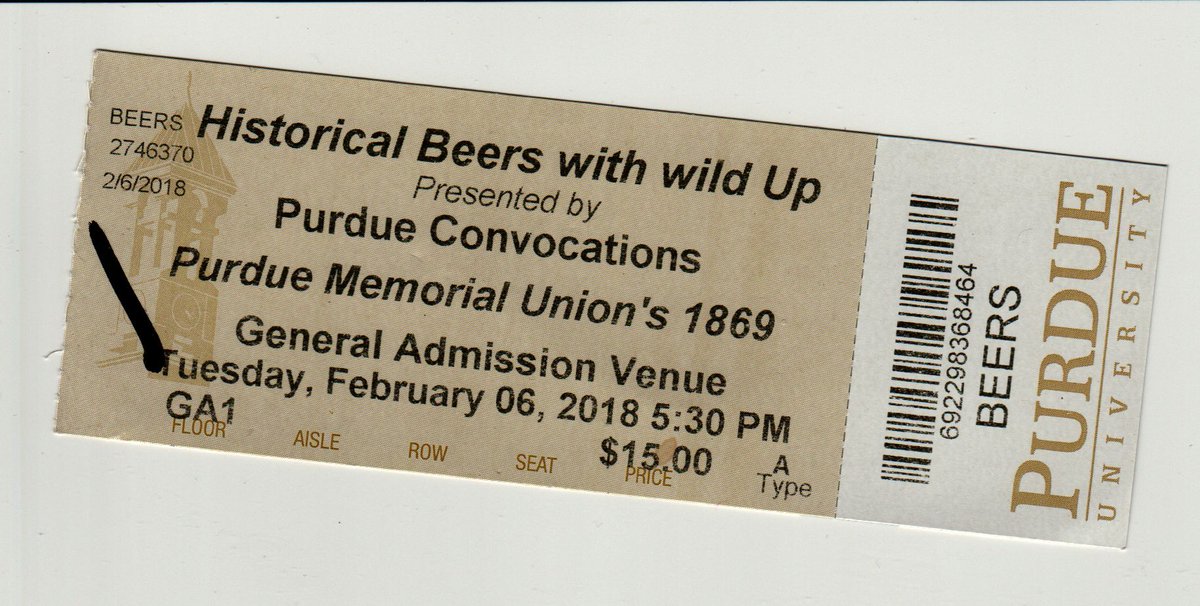 BEERS
2746370
2/6/2018
Historical Beers with wild Up
Presented by
Purdue Convocations
Purdue Memorial Union's 1869
General Admission Venue
Tuesday, February 06, 2018 5:30 PM
GA1
$15.00
A
FLOOR
AISLE
ROW
SEAT
PRICE
Type
692298368464
BEERS
PURDUE
UNIVERSITY